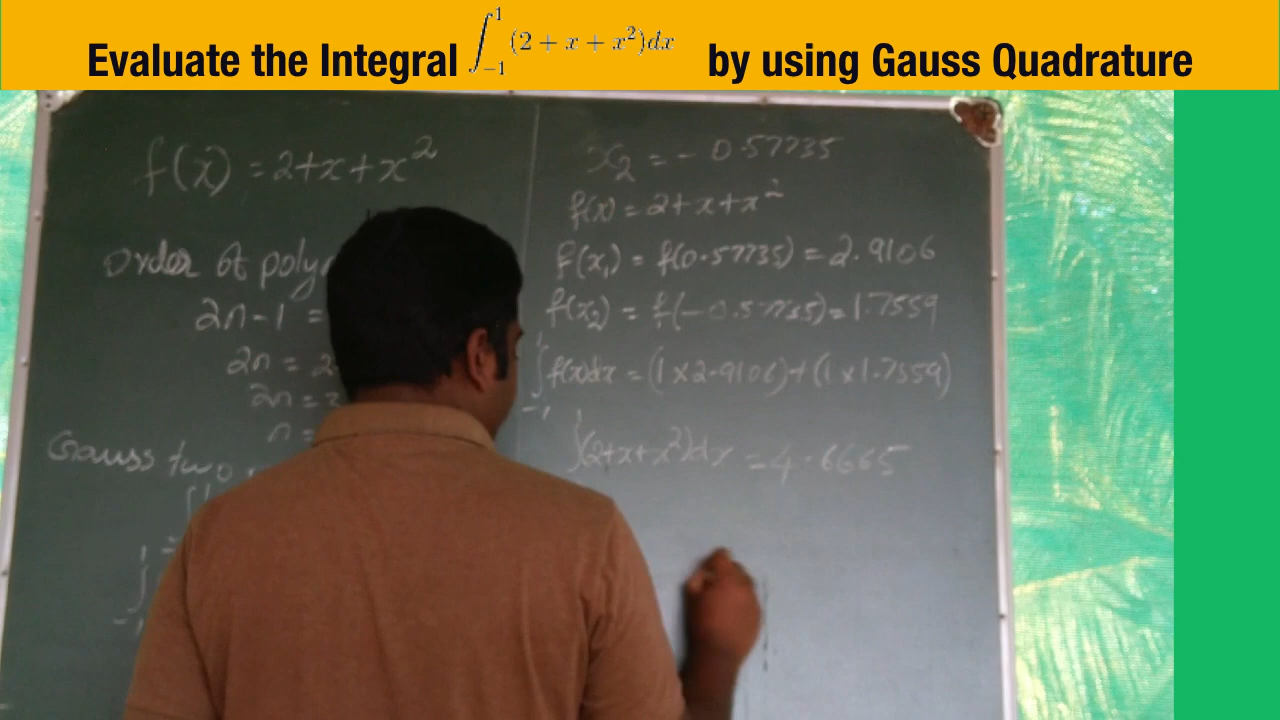 Evaluate the Integral ∫_{-1}^{1} (2 + x + x²)dx by using Gauss Quadrature
f(x) = 2+x+x²
Order of poly
2n-1 =
2n =
2n =
n =
Gauss two
x₂ = - 0.57735
f(x) = 2+x+x²
f(x₁) = f(0.57735) = 2.9106
f(x₂) = f(-0.57735) = 1.7559
∫_{-1}^{1} f(x)dx = (1 x 2.9106) + (1 x 1.7559)
∫(2+x+x²)dx = 4.6665